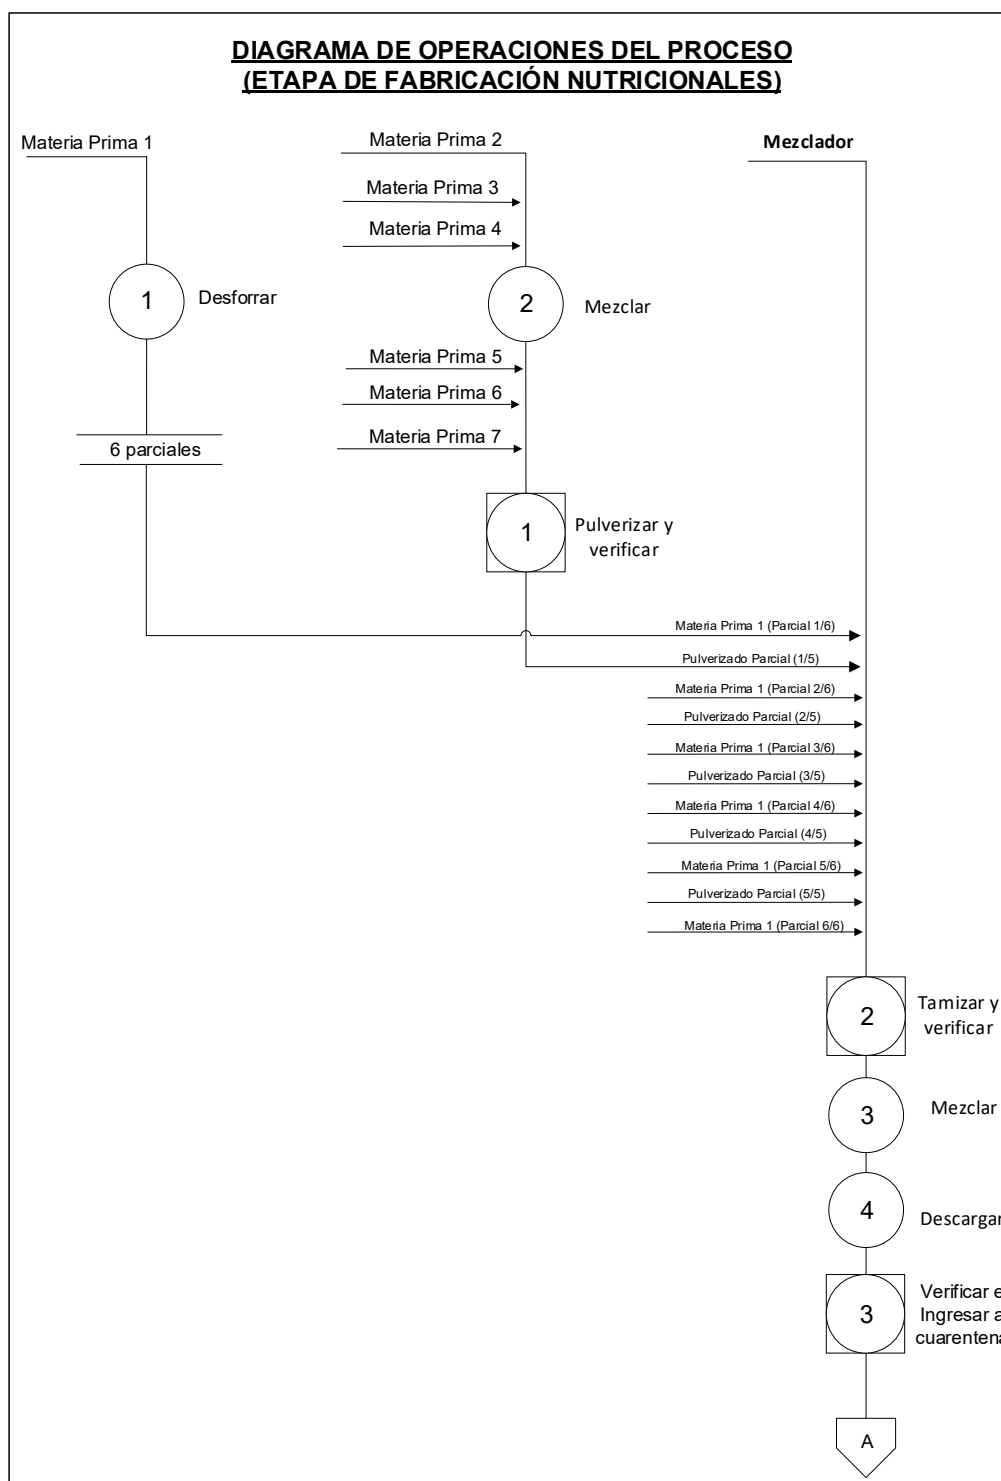 DIAGRAMA DE OPERACIONES DEL PROCESO
(ETAPA DE FABRICACIÓN NUTRICIONALES)
Materia Prima 1
Materia Prima 2
Mezclador
Materia Prima 3
Materia Prima 4
1
Desforrar
2
Mezclar
Materia Prima 5
Materia Prima 6
Materia Prima 7
6 parciales
1
Pulverizar y
verificar
Materia Prima 1 (Parcial 1/6)
Pulverizado Parcial (1/5)
Materia Prima 1 (Parcial 2/6)
Pulverizado Parcial (2/5)
Materia Prima 1 (Parcial 3/6)
Pulverizado Parcial (3/5)
Materia Prima 1 (Parcial 4/6)
Pulverizado Parcial (4/5)
Materia Prima 1 (Parcial 5/6)
Pulverizado Parcial (5/5)
Materia Prima 1 (Parcial 6/6)
2
Tamizar y
verificar
3
Mezclar
4
Descargar
3
Verificar e
Ingresar a
cuarentena
A